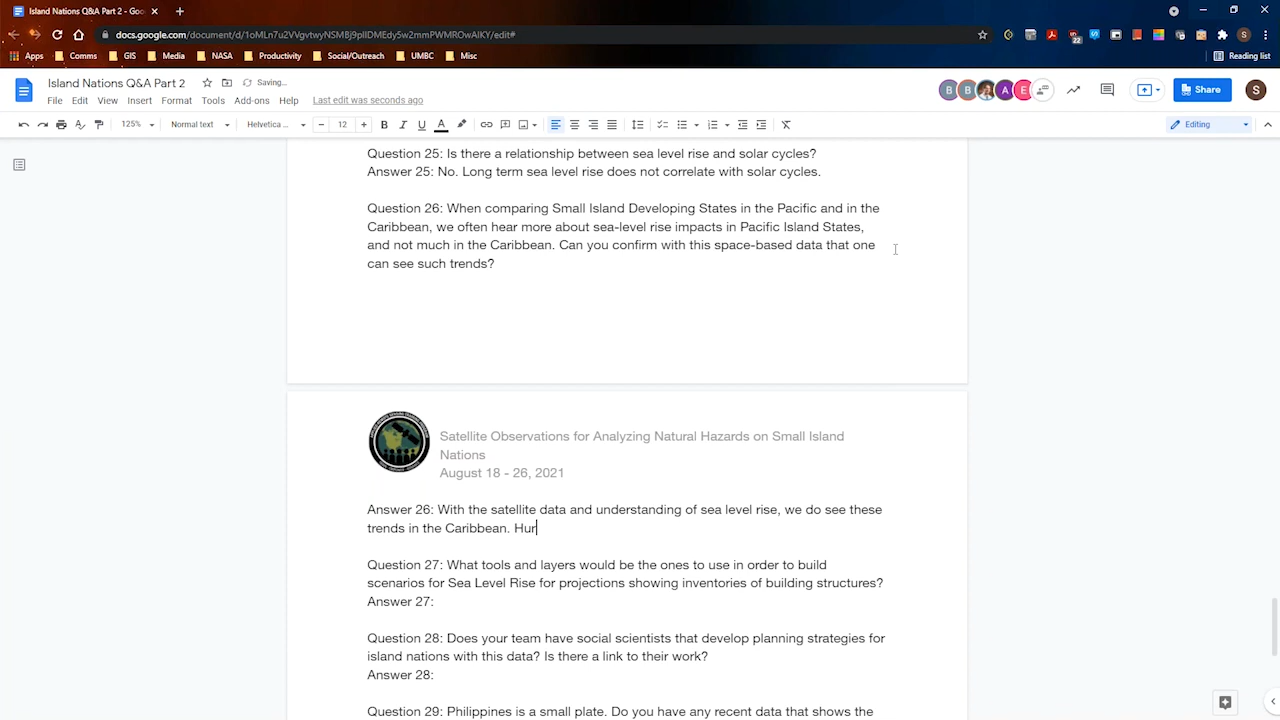 Island Nations Q&A Part 2 - Goo
docs.google.com/document/d/1oMLn7u2VVgvtwyNSMBj9plIDMEdy5w2mmPWMROwAIKY/edit#
Apps Comms GIS Media NASA Productivity Social/Outreach UMBC Misc Reading list
Island Nations Q&A Part 2 Saving...
File Edit View Insert Format Tools Add-ons Help Last edit was seconds ago
B B A E Share S
125% Normal text Helvetica ... 12 B I U A Editing
Question 25: Is there a relationship between sea level rise and solar cycles?
Answer 25: No. Long term sea level rise does not correlate with solar cycles.
Question 26: When comparing Small Island Developing States in the Pacific and in the
Caribbean, we often hear more about sea-level rise impacts in Pacific Island States,
and not much in the Caribbean. Can you confirm with this space-based data that one
can see such trends?
Satellite Observations for Analyzing Natural Hazards on Small Island
Nations
August 18 - 26, 2021
Answer 26: With the satellite data and understanding of sea level rise, we do see these
trends in the Caribbean. Hur
Question 27: What tools and layers would be the ones to use in order to build
scenarios for Sea Level Rise for projections showing inventories of building structures?
Answer 27:
Question 28: Does your team have social scientists that develop planning strategies for
island nations with this data? Is there a link to their work?
Answer 28:
Question 29: Philippines is a small plate. Do you have any recent data that shows the